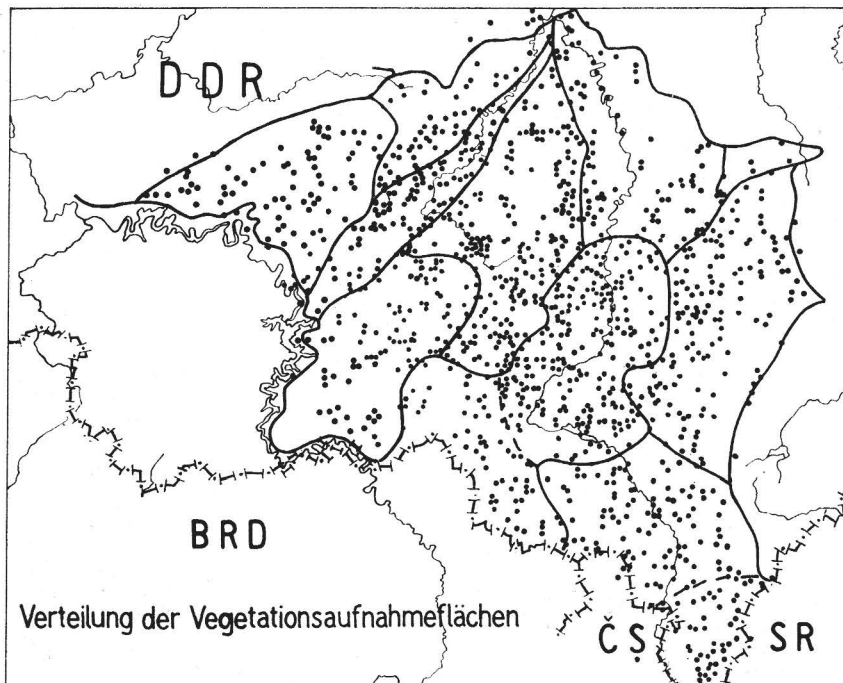 DDR
BRD
Verteilung der Vegetationsaufnahmeflächen
ČS SR